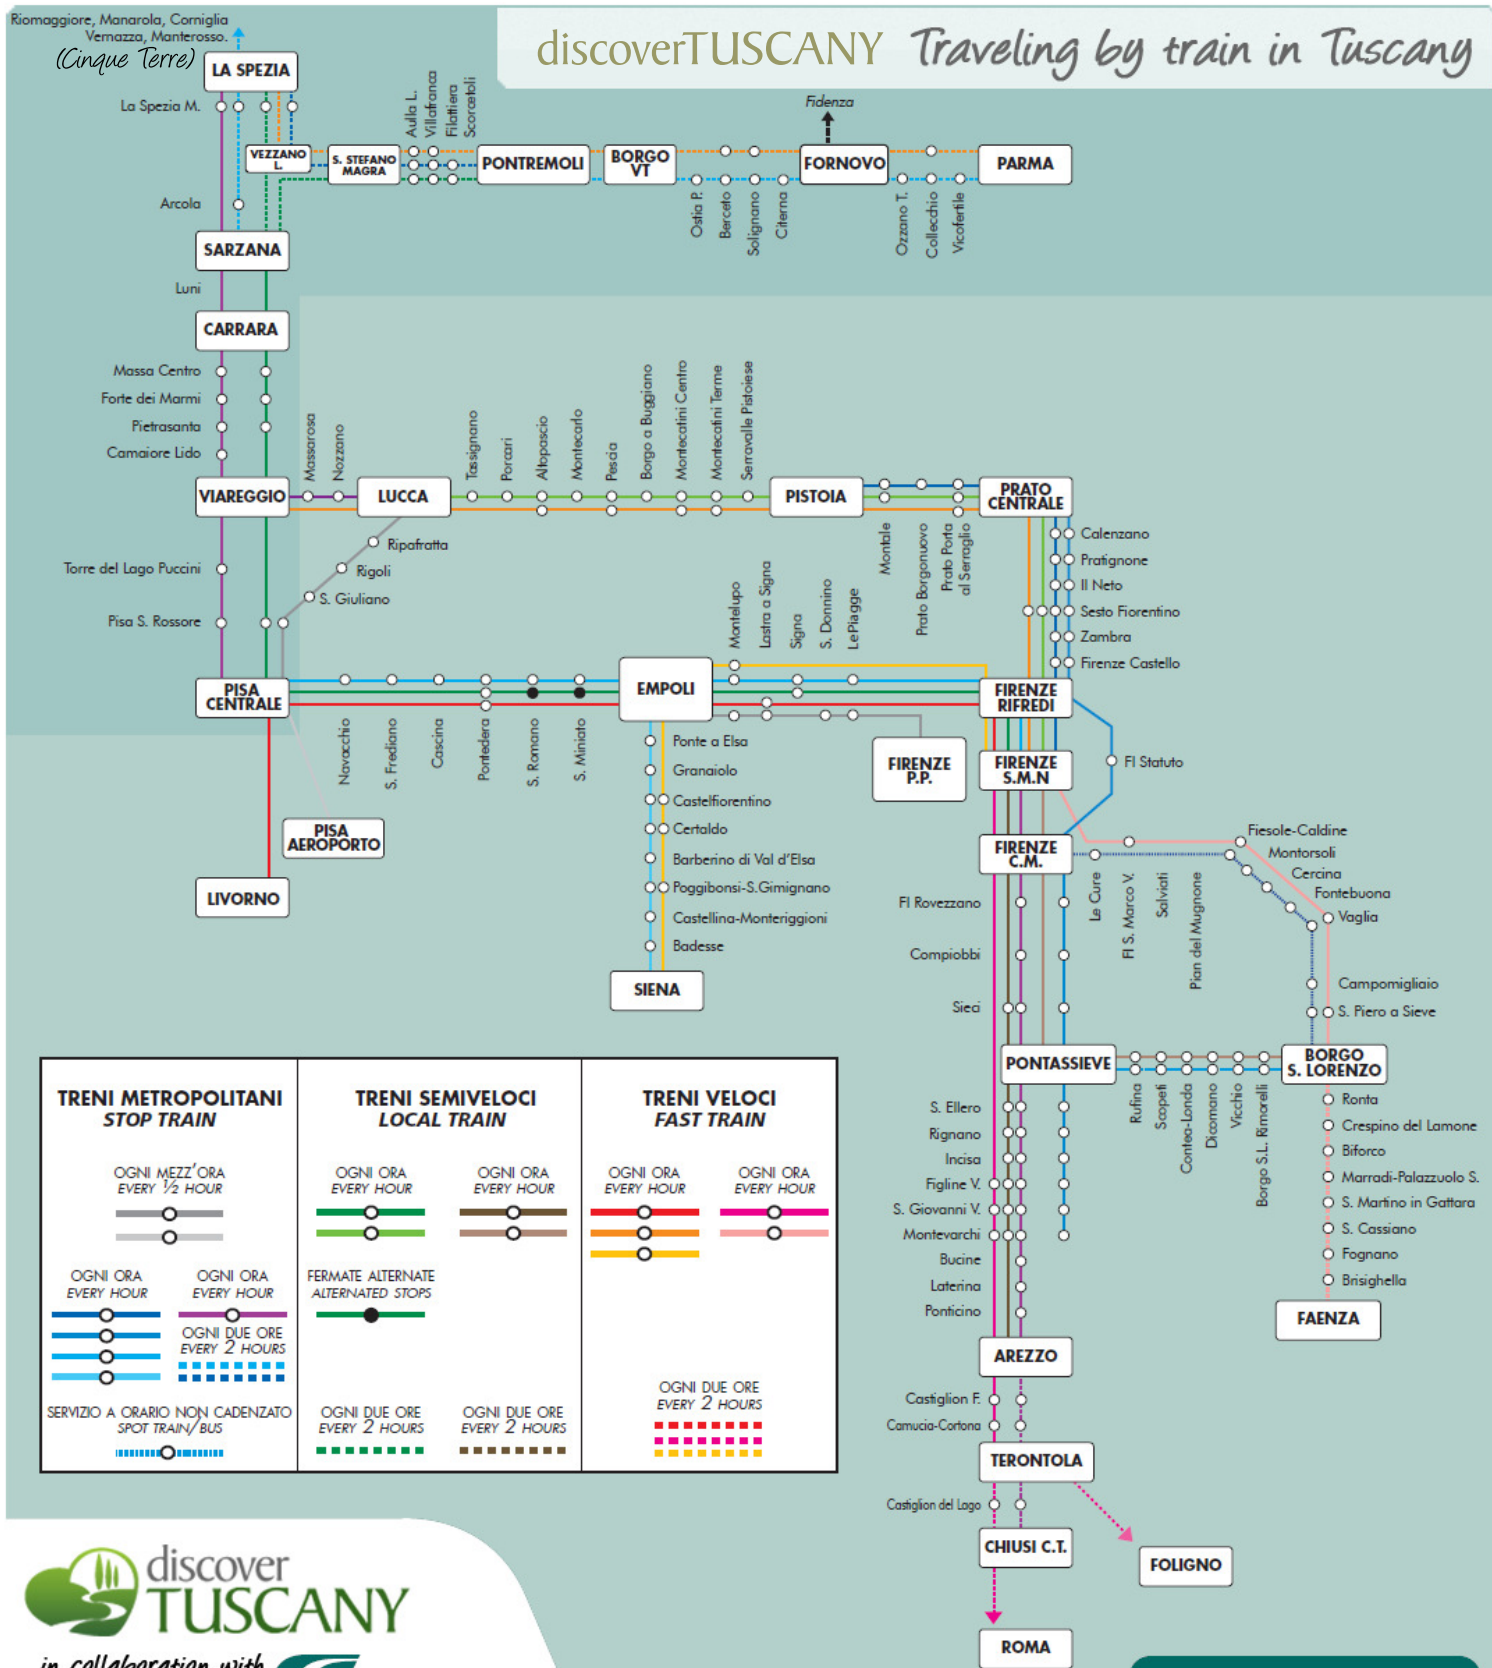 Riomaggiore, Manarola, Corniglia
Vernazza, Manterosso.
(Cinque Terre)
discoverTUSCANY Traveling by train in Tuscany
LA SPEZIA
La Spezia M.
Aulla L.
Villafranca
Filattiera
Scorcetoli
Fidenza
VEZZANO
L.
S. STEFANO
MAGRA
PONTREMOLI
BORGO
VT
FORNOVO
PARMA
Arcola
Ostia P.
Berceto
Solignano
Citerna
Ozzano T.
Collecchio
Vicofertile
SARZANA
Luni
CARRARA
Massa Centro
Forte dei Marmi
Pietrasanta
Camaiore Lido
Massarosa
Nozzano
Tassignano
Porcari
Altopascio
Montecarlo
Pescia
Borgo a Buggiano
Montecatini Centro
Montecatini Terme
Serravalle Pistoiese
VIAREGGIO
LUCCA
PISTOIA
PRATO
CENTRALE
Ripafratta
Rigoli
S. Giuliano
Montale
Prato Borgonuovo
Prato Porta
al Serraglio
Calenzano
Pratignone
Il Neto
Sesto Fiorentino
Zambra
Firenze Castello
Torre del Lago Puccini
Pisa S. Rossore
Montelupo
Lastra a Signa
Signa
S. Donnino
Le Piagge
PISA
CENTRALE
EMPOLI
FIRENZE
RIFREDI
Navacchio
S. Frediano
Cascina
Pontedera
S. Romano
S. Miniato
Ponte a Elsa
Granaiolo
Castelfiorentino
Certaldo
Barberino di Val d'Elsa
Poggibonsi-S.Gimignano
Castellina-Monteriggioni
Badesse
FIRENZE
P.P.
FIRENZE
S.M.N
FI Statuto
PISA
AEROPORTO
LIVORNO
SIENA
FIRENZE
C.M.
Fiesole-Caldine
Montorsoli
Cercina
Fontebuona
Vaglia
Le Cure
FI S. Marco V.
Salviati
Pian del Mugnone
FI Rovezzano
Compiobbi
Sieci
Campomigliaio
S. Piero a Sieve
PONTASSIEVE
BORGO
S. LORENZO
Rufina
Scopeti
Contea-Londa
Dicomano
Vicchio
Borgo S.L. Rimorelli
S. Ellero
Rignano
Incisa
Figline V.
S. Giovanni V.
Montevarchi
Bucine
Laterina
Ponticino
Ronta
Crespino del Lamone
Biforco
Marradi-Palazzuolo S.
S. Martino in Gattara
S. Cassiano
Fognano
Brisighella
FAENZA
AREZZO
Castiglion F.
Camucia-Cortona
TERONTOLA
Castiglion del Lago
CHIUSI C.T.
FOLIGNO
ROMA
TRENI METROPOLITANI
STOP TRAIN
OGNI MEZZ'ORA
EVERY ½ HOUR
OGNI ORA
EVERY HOUR
OGNI ORA
EVERY HOUR
OGNI DUE ORE
EVERY 2 HOURS
SERVIZIO A ORARIO NON CADENZATO
SPOT TRAIN/BUS
TRENI SEMIVELOCI
LOCAL TRAIN
OGNI ORA
EVERY HOUR
OGNI ORA
EVERY HOUR
FERMATE ALTERNATE
ALTERNATED STOPS
OGNI DUE ORE
EVERY 2 HOURS
OGNI DUE ORE
EVERY 2 HOURS
TRENI VELOCI
FAST TRAIN
OGNI ORA
EVERY HOUR
OGNI ORA
EVERY HOUR
OGNI DUE ORE
EVERY 2 HOURS
discover
TUSCANY
in collaboration with